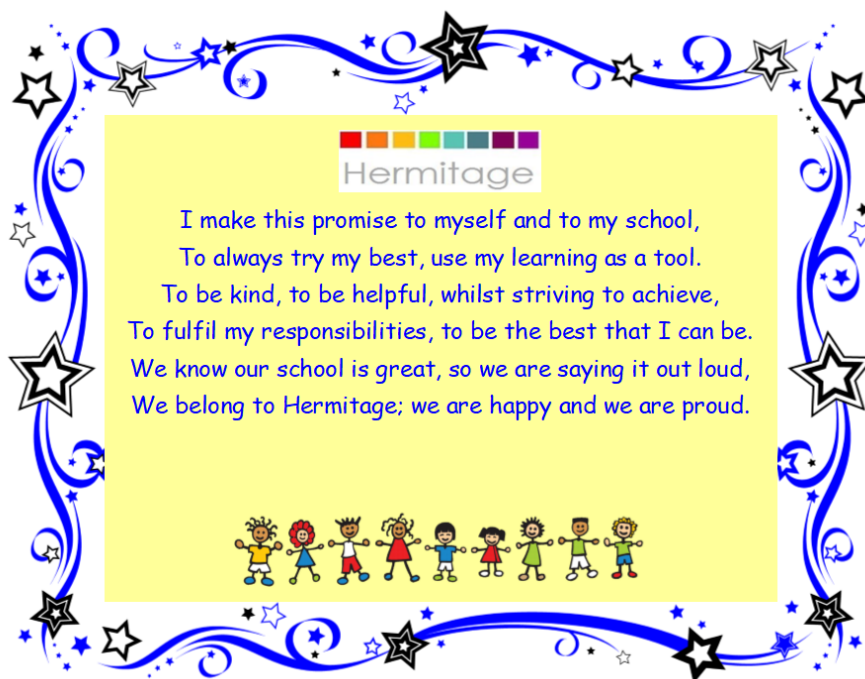 Hermitage
I make this promise to myself and to my school,
To always try my best, use my learning as a tool.
To be kind, to be helpful, whilst striving to achieve,
To fulfil my responsibilities, to be the best that I can be.
We know our school is great, so we are saying it out loud,
We belong to Hermitage; we are happy and we are proud.